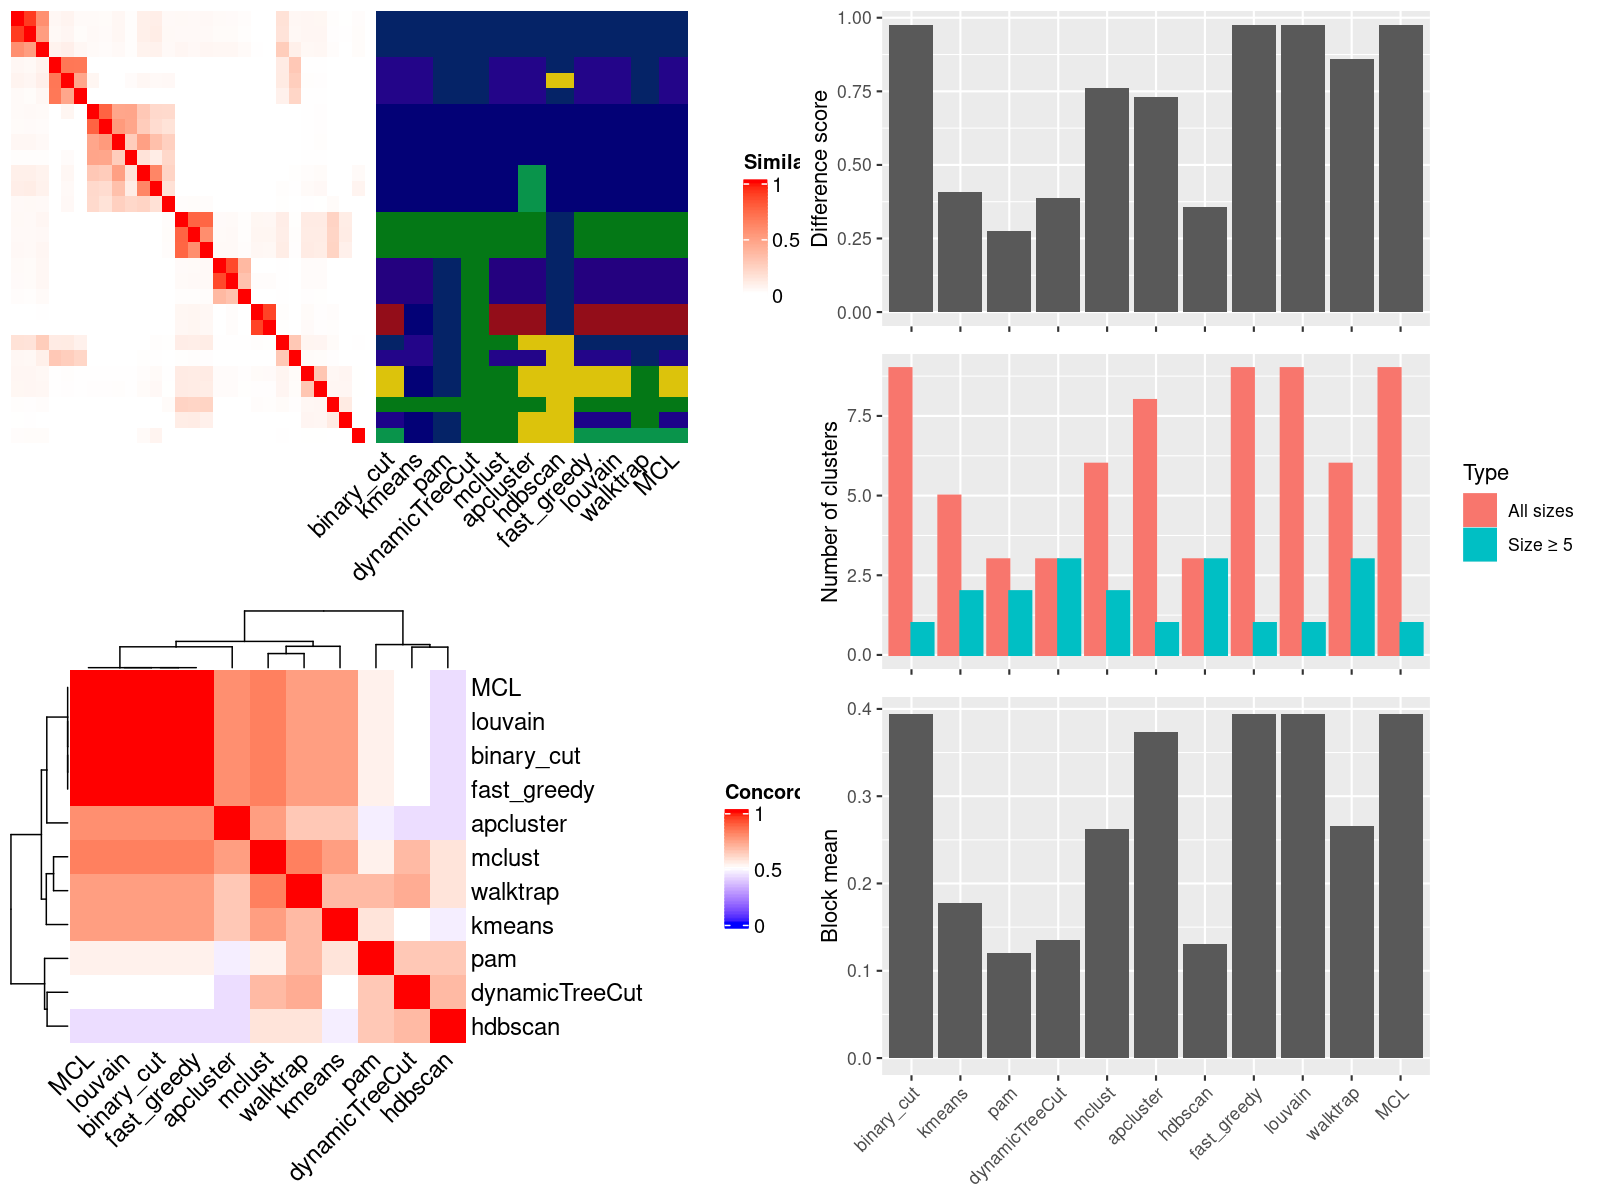 Simila
1
0.5
0
binary_cut
kmeans
pam
dynamicTreeCut
mclust
apcluster
hdbscan
fast_greedy
louvain
walktrap
MCL
MCL
louvain
binary_cut
fast_greedy
apcluster
mclust
walktrap
kmeans
pam
dynamicTreeCut
hdbscan
MCL
louvain
binary_cut
fast_greedy
apcluster
mclust
walktrap
kmeans
pam
dynamicTreeCut
hdbscan
Concord
1
0.5
0
Difference score
1.00
0.75
0.50
0.25
0.00
Number of clusters
7.5
5.0
2.5
0.0
Type
All sizes
Size ≥ 5
Block mean
0.4
0.3
0.2
0.1
0.0
binary_cut
kmeans
pam
dynamicTreeCut
mclust
apcluster
hdbscan
fast_greedy
louvain
walktrap
MCL